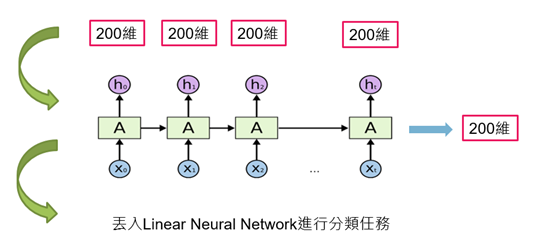 200維 200維 200維 200維
h₀ h₁ h₂ hₜ
A A A A 200維
x₀ x₁ x₂ ... xₜ
丟入Linear Neural Network進行分類任務